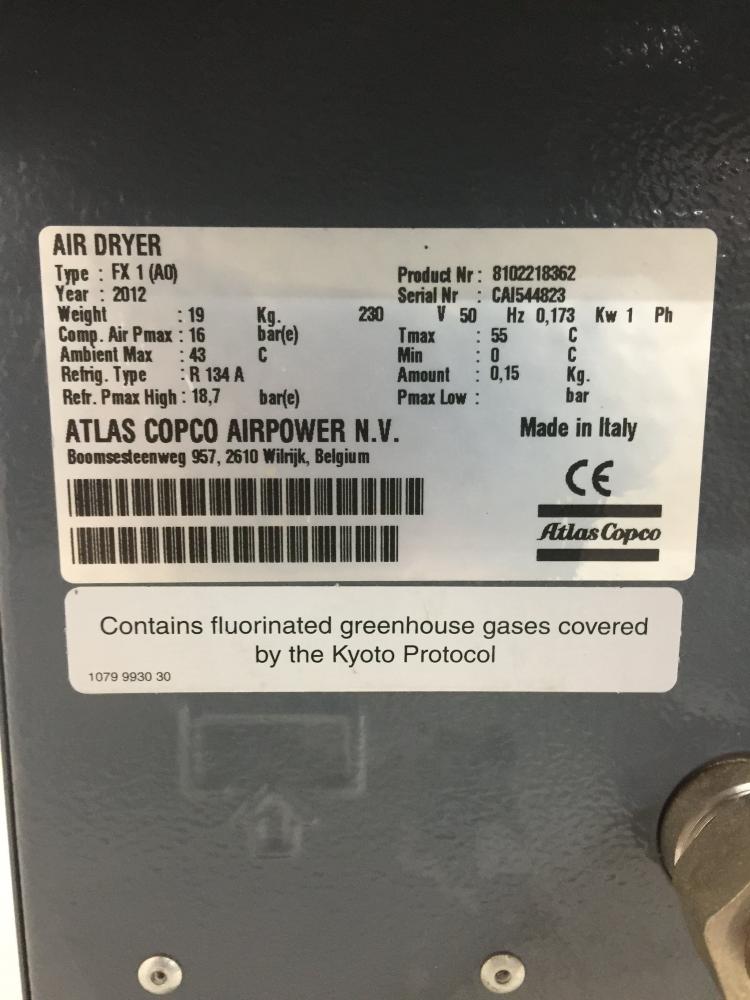 AIR DRYER
Type : FX 1 (A0) Product Nr : 8102218362
Year : 2012 Serial Nr : CAI544823
Weight : 19 Kg. 230 V 50 Hz 0,173 Kw 1 Ph
Comp. Air Pmax : 16 bar(e) Tmax : 55 C
Ambient Max : 43 C Min : 0 C
Refrig. Type : R 134 A Amount : 0,15 Kg.
Refr. Pmax High : 18,7 bar(e) Pmax Low : bar
ATLAS COPCO AIRPOWER N.V. Made in Italy
Boomsesteenweg 957, 2610 Wilrijk, Belgium
CE
Atlas Copco
Contains fluorinated greenhouse gases covered
by the Kyoto Protocol
1079 9930 30